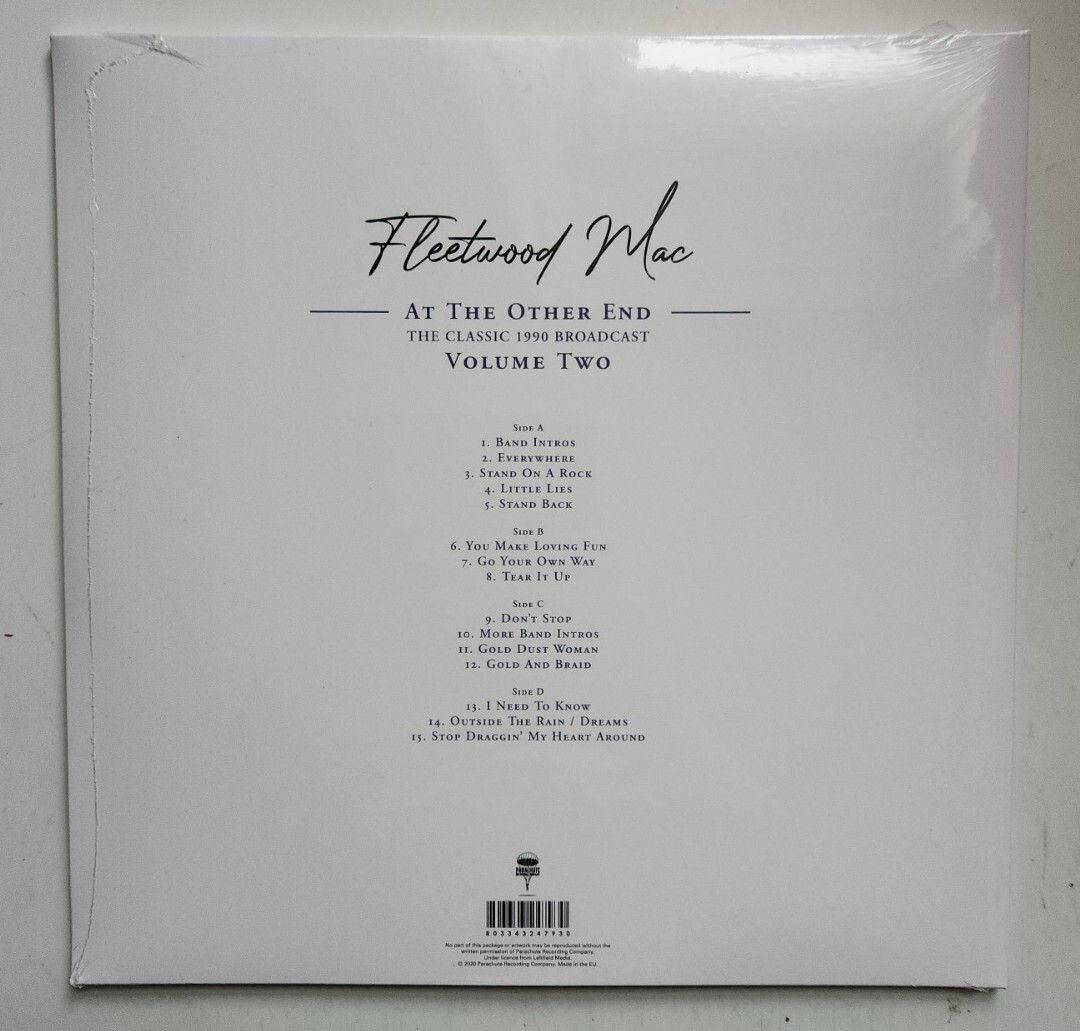 Fleetwood Mac
At The Other End
The Classic 1990 Broadcast
Volume Two
Side A
1. Band Intros
2. Everywhere
3. Stand On A Rock
4. Little Lies
5. Stand Back
Side B
6. You Make Loving Fun
7. Go Your Own Way
8. Tear It Up
Side C
9. Don't Stop
10. More Band Intros
11. Gold Dust Woman
12. Gold And Braid
Side D
13. I Need To Know
14. Outside The Rain / Dreams
15. Stop Draggin' My Heart Around
PARACHUTE
803343247930
No part of this package or artwork may be reproduced without the
written permission of Parachute Recording Company.
Under licence from Leftfield Media.
© 2020 Parachute Recording Company. Made in the EU.